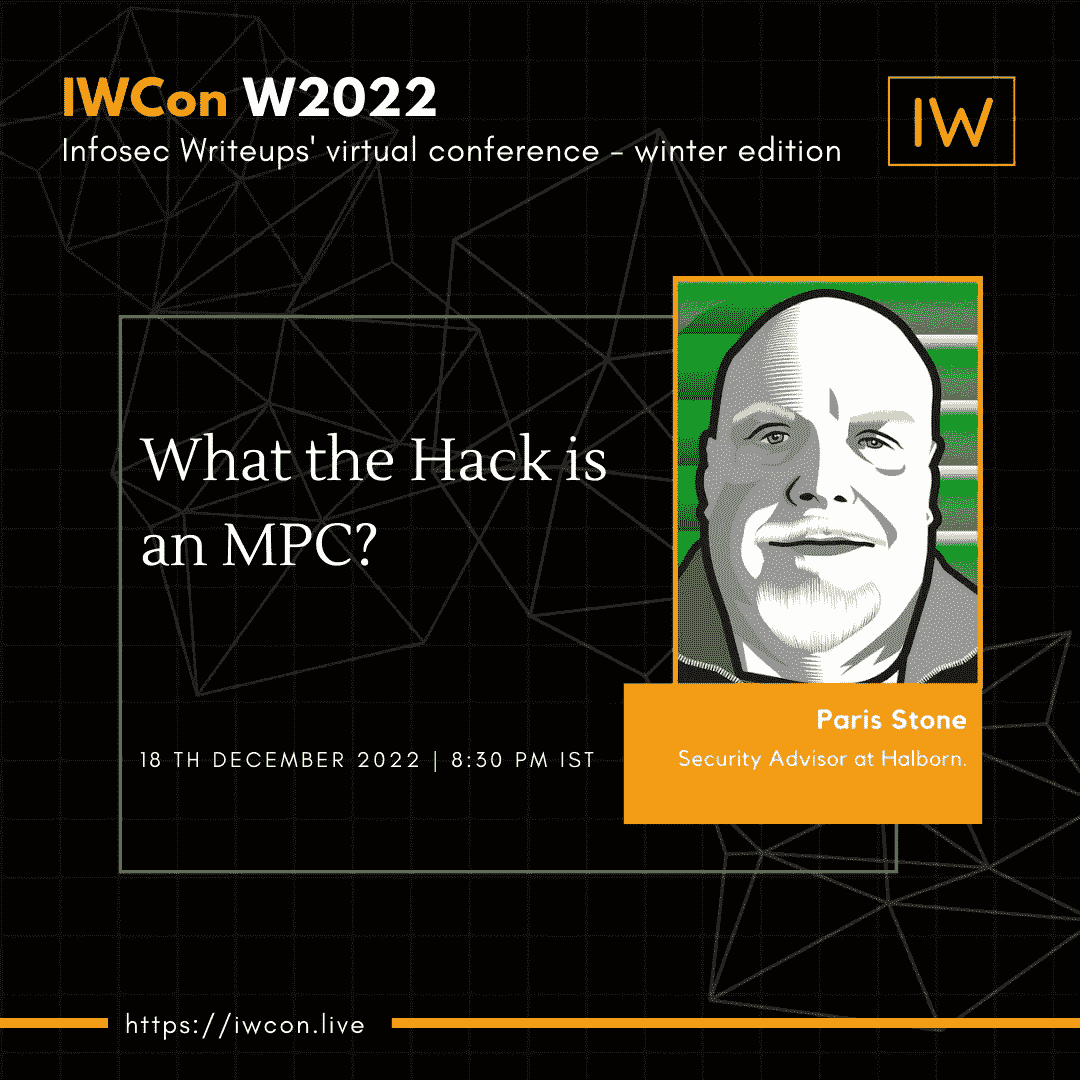 IWCon W2022
IW
Infosec Writeups' virtual conference – winter edition
What the Hack is
an MPC?
Paris Stone
Security Advisor at Halborn.
18 TH DECEMBER 2022 | 8:30 PM IST
https://iwcon.live